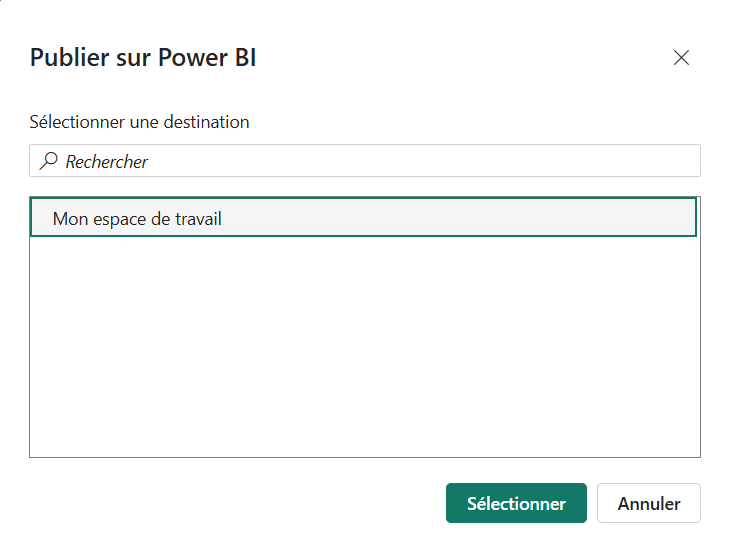 Publier sur Power BI
Sélectionner une destination
Rechercher
Mon espace de travail
Sélectionner
Annuler